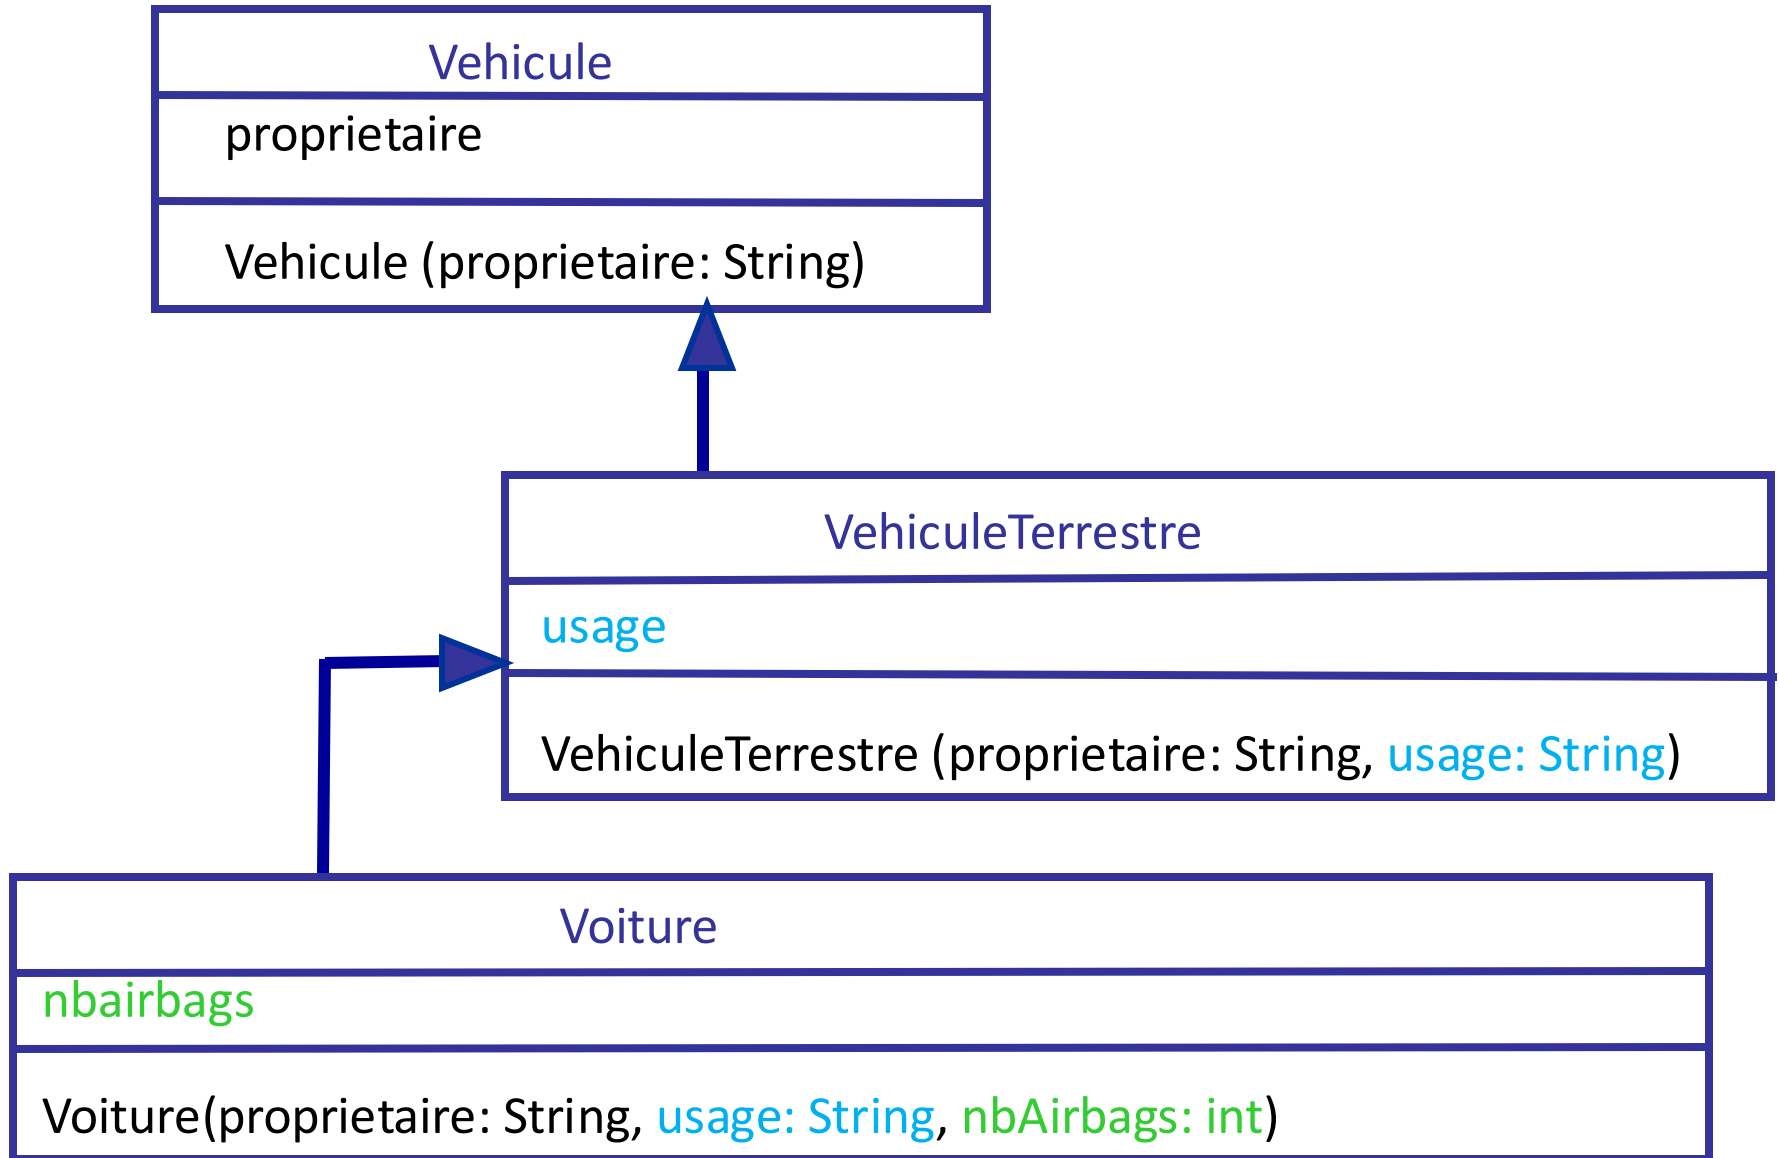 Vehicule
proprietaire
Vehicule (proprietaire: String)
VehiculeTerrestre
usage
VehiculeTerrestre (proprietaire: String, usage: String)
Voiture
nbairbags
Voiture(proprietaire: String, usage: String, nbAirbags: int)